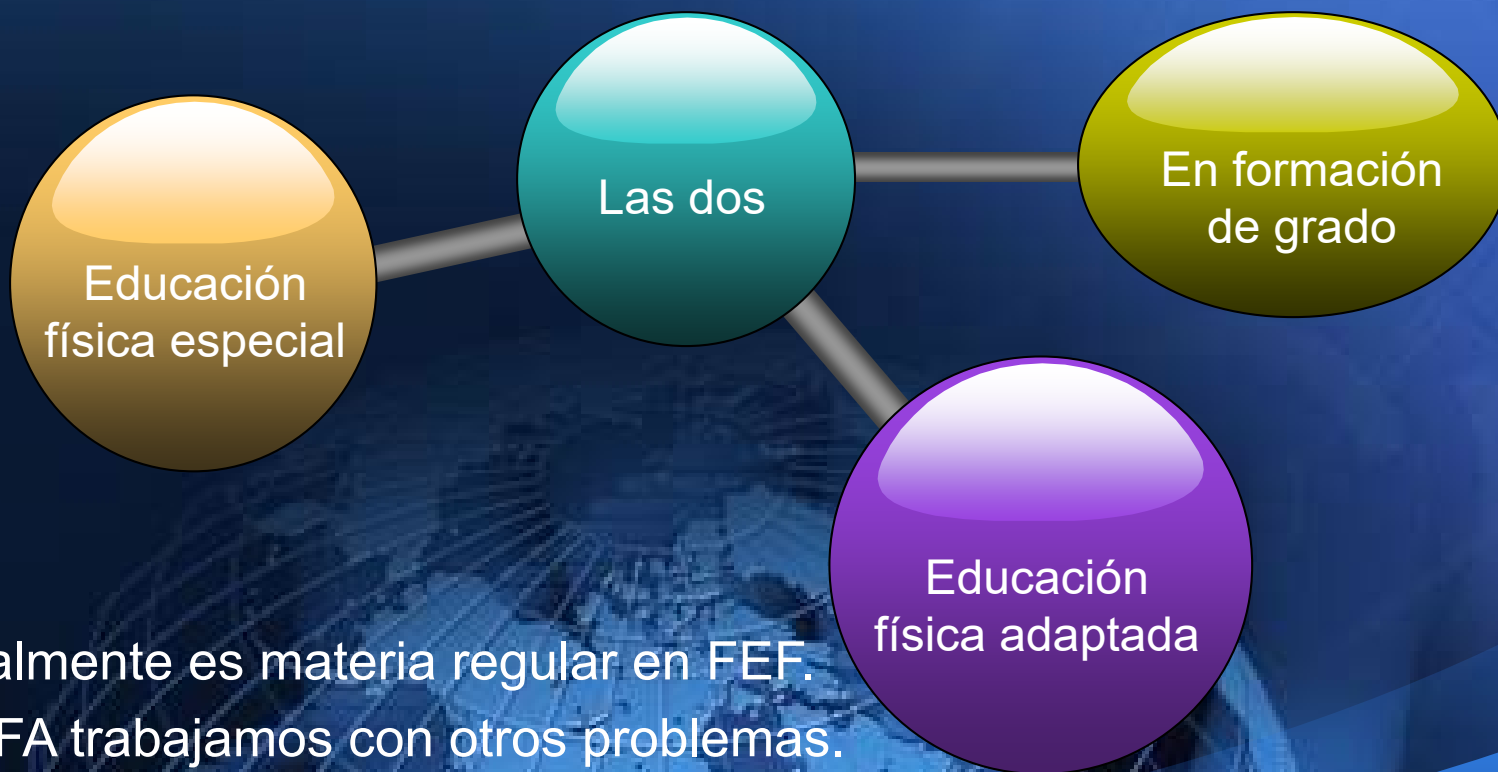 Educación
física especial
Las dos
En formación
de grado
Educación
física adaptada
almente es materia regular en FEF.
FA trabajamos con otros problemas.